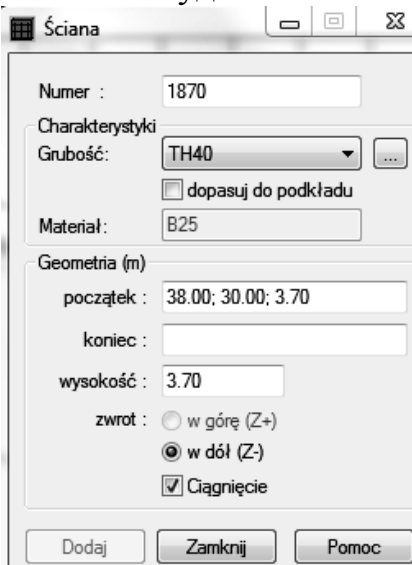 Ściana
Numer : 1870
Charakterystyki
Grubość: TH40 ...
dopasuj do podkładu
Materiał: B25
Geometria (m)
początek : 38.00; 30.00; 3.70
koniec :
wysokość : 3.70
zwrot : w górę (Z+)
w dół (Z-)
Ciągnięcie
Dodaj Zamknij Pomoc